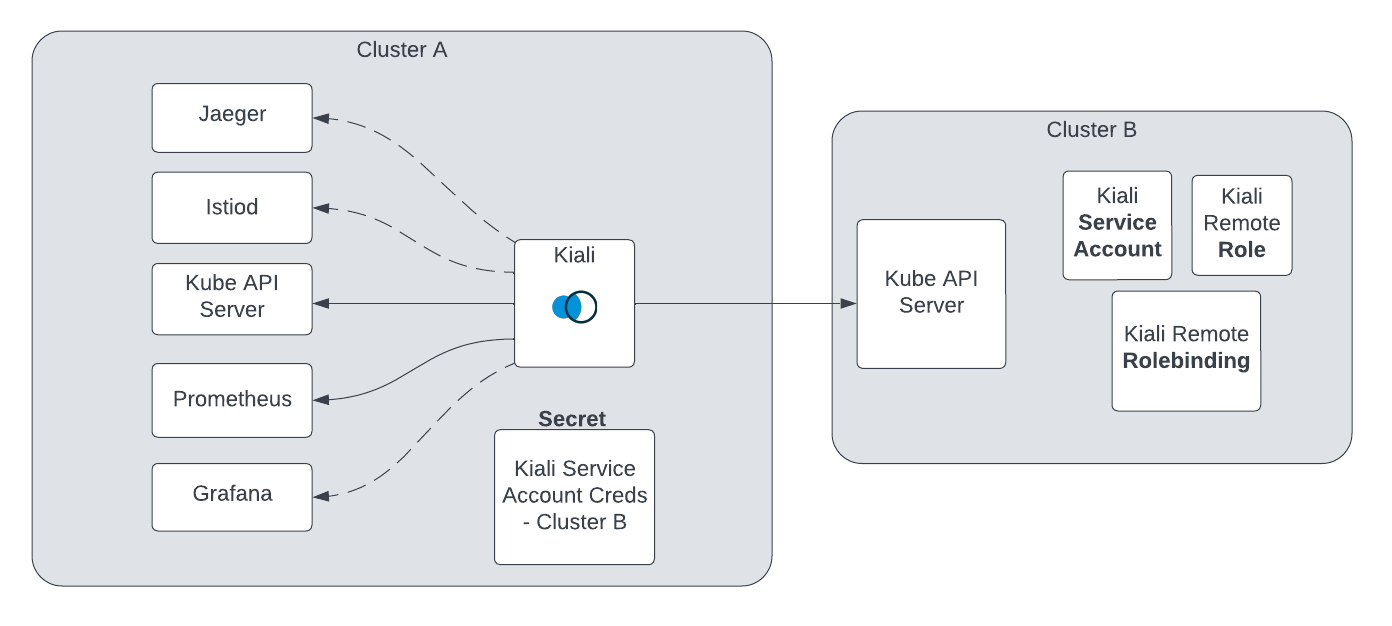 Cluster A
Jaeger
Istiod
Kube API
Server
Prometheus
Grafana
Kiali
Secret
Kiali Service
Account Creds
- Cluster B
Cluster B
Kube API
Server
Kiali
Service
Account
Kiali
Remote
Role
Kiali Remote
Rolebinding